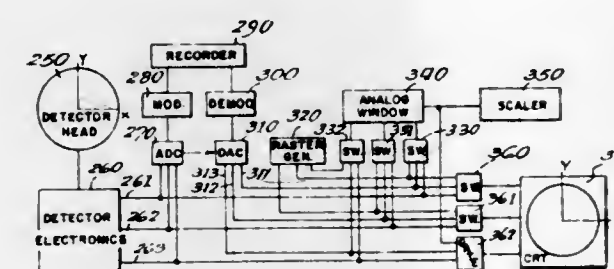 290
RECORDER
250
Y
X
DETECTOR
HEAD
280
MOD.
300
DEMOD
340
ANALOG
WINDOW
350
SCALER
270
ADC
310
DAC
320
RASTER
GEN.
332
SW.
331
SW.
330
SW.
260
261
262
263
DETECTOR
ELECTRONICS
313
312
311
360
SW.
361
SW.
362
CRT
Y